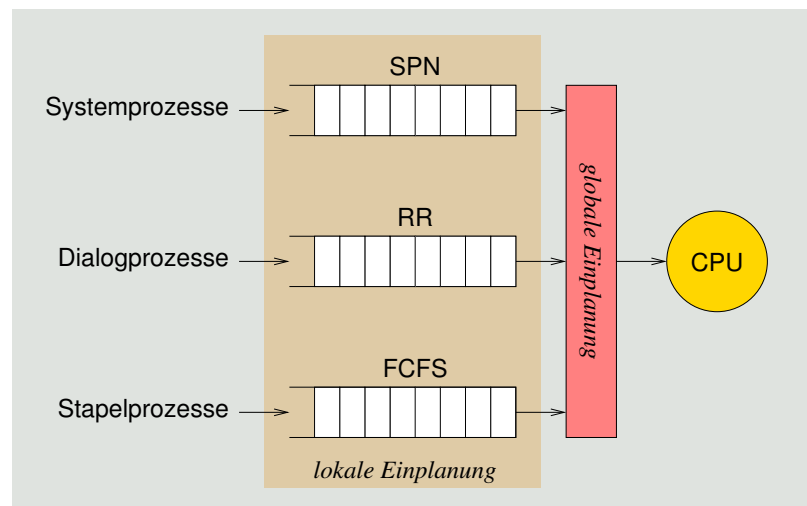 SPN
Systemprozesse
RR
Dialogprozesse
FCFS
Stapelprozesse
lokale Einplanung
globale Einplanung
CPU